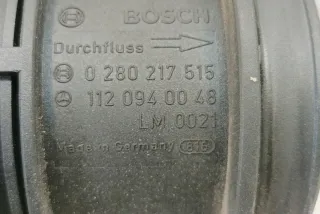 BOSCH
Durchfluss
0 280 217 515
112 094 00 48
LM 0021
Made in Germany